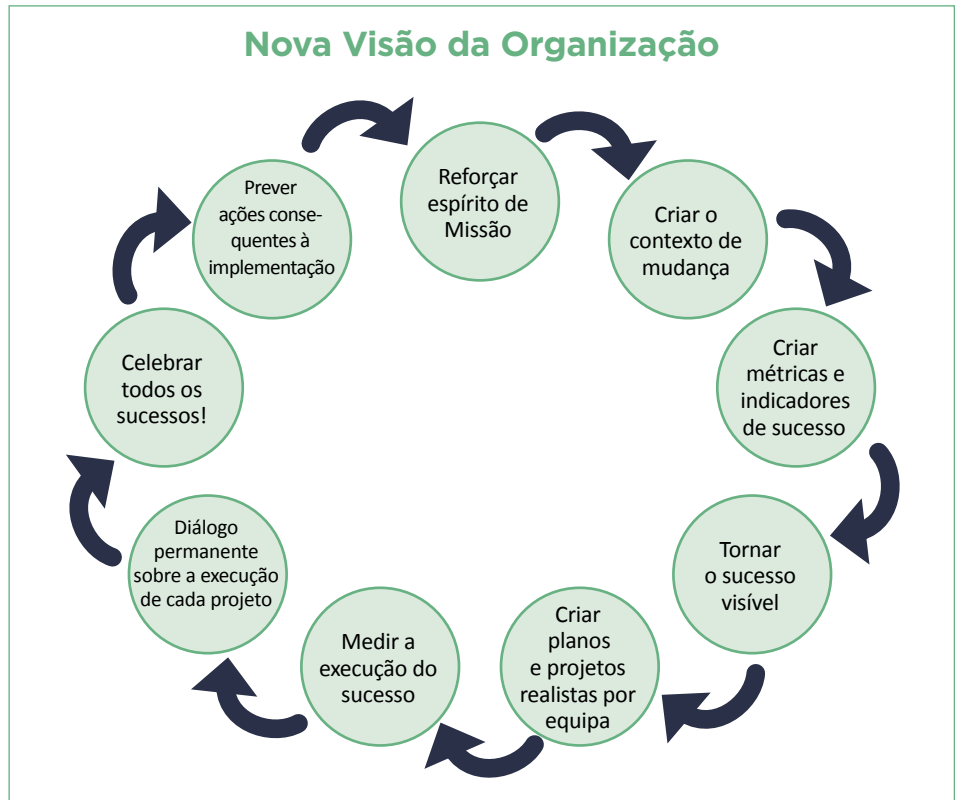 Nova Visão da Organização
Reforçar
espírito de
Missão
Criar o
contexto de
mudança
Criar
métricas e
indicadores
de sucesso
Tornar
o sucesso
visível
Criar
planos
e projetos
realistas por
equipa
Medir a
execução do
sucesso
Diálogo
permanente
sobre a execução
de cada projeto
Celebrar
todos os
sucessos!
Prever
ações conse-
quentes à
implementação